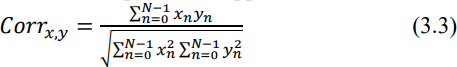 Corr_{x,y} = \frac{\sum_{n=0}^{N-1} x_n y_n}{\sqrt{\sum_{n=0}^{N-1} x_n^2 \sum_{n=0}^{N-1} y_n^2}} (3.3)